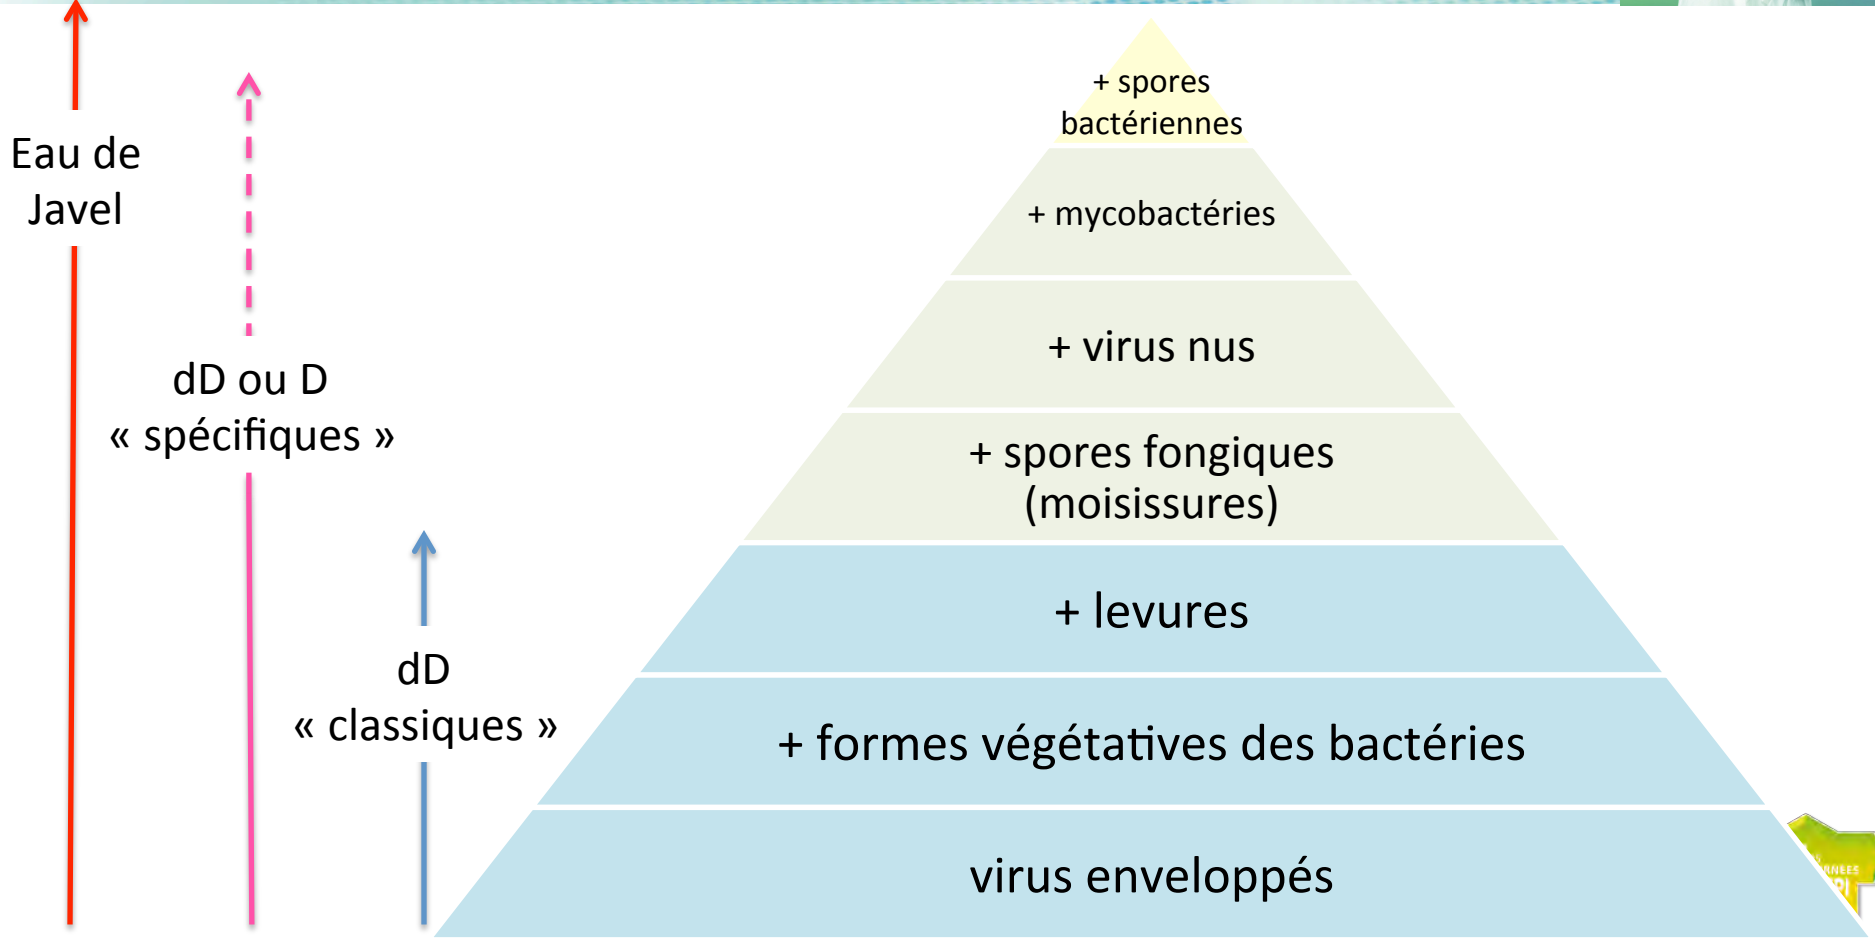 Eau de
Javel
dD ou D
« spécifiques »
dD
« classiques »
+ spores
bactériennes
+ mycobactéries
+ virus nus
+ spores fongiques
(moisissures)
+ levures
+ formes végétatives des bactéries
virus enveloppés